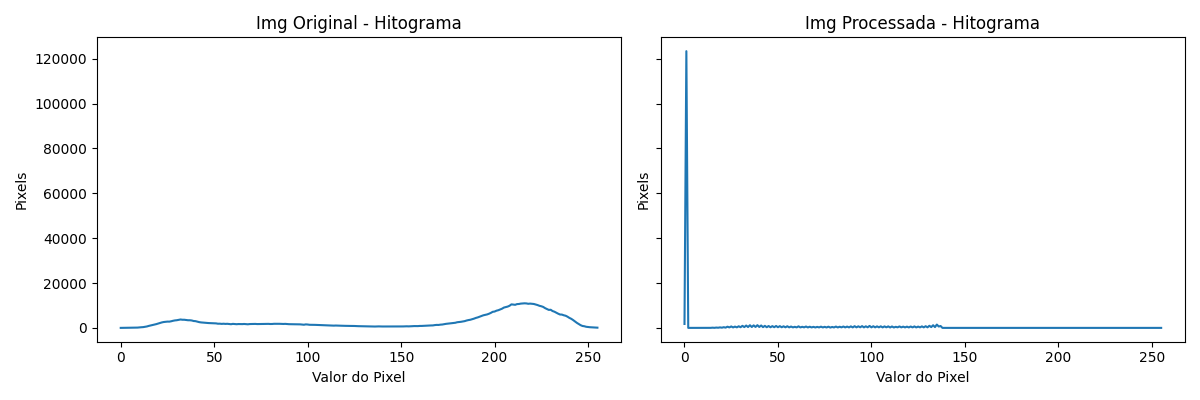 Img Original - Hitograma
Img Processada - Hitograma
120000
100000
80000
60000
40000
20000
0
Pixels
Pixels
0 50 100 150 200 250
0 50 100 150 200 250
Valor do Pixel
Valor do Pixel